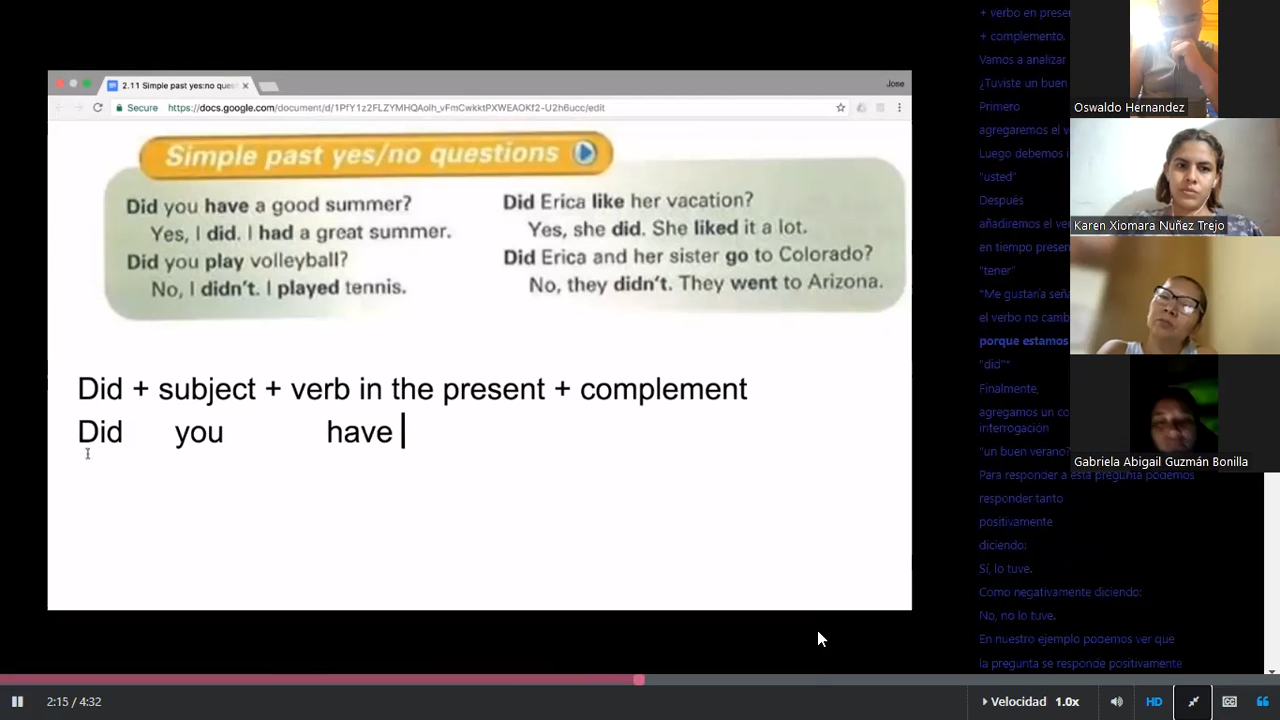 2.11 Simple past yes:no ques
Jose
Secure https://docs.google.com/document/d/1PfY1z2FLZYMHQAolh_vFmCwkktPXWEAOKf2-U2h6ucc/edit
Simple past yes/no questions
Did you have a good summer?
Yes, I did. I had a great summer.
Did you play volleyball?
No, I didn't. I played tennis.
Did Erica like her vacation?
Yes, she did. She liked it a lot.
Did Erica and her sister go to Colorado?
No, they didn't. They went to Arizona.
Did + subject + verb in the present + complement
Did you have
+ verbo en
+ complemento.
Vamos a analizar
¿Tuviste un buen
Primero
agregaremos el
Luego debemos
"usted"
Después
añadiremos el
en tiempo
"tener"
"Me gustaría
el verbo no
porque estamos
"did""
Finalmente,
agregamos un
interrogación
"un buen verano?
Para responder a esta pregunta podemos
responder tanto
positivamente
diciendo:
Sí, lo tuve.
Como negativamente diciendo:
No, no lo tuve.
En nuestro ejemplo podemos ver que
la pregunta se responde positivamente
Oswaldo Hernandez
Karen Xiomara Nuñez Trejo
Gabriela Abigail Guzmán Bonilla
2:15 / 4:32
Velocidad 1.0x
HD